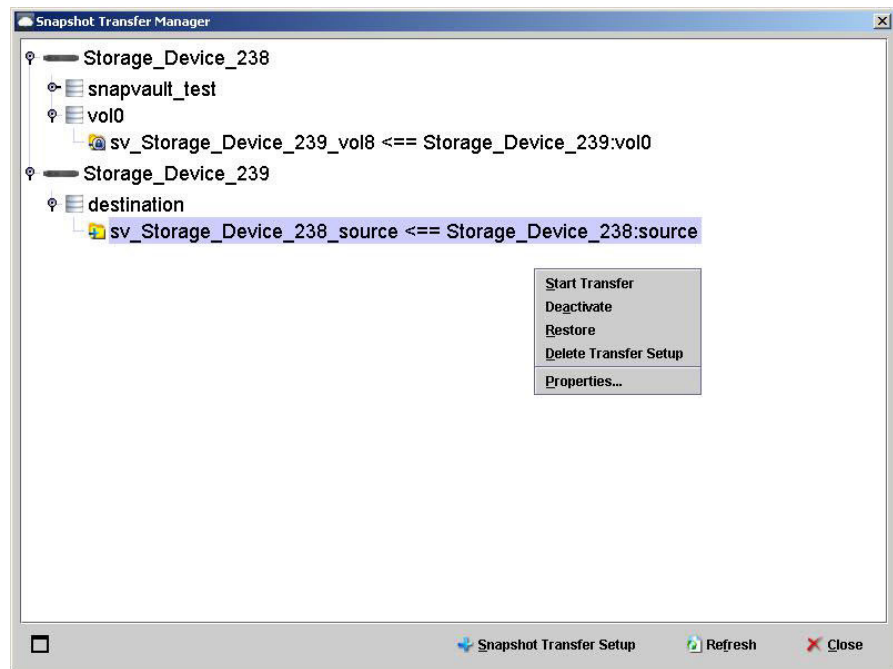 Snapshot Transfer Manager
Storage_Device_238
snapvault_test
vol0
sv_Storage_Device_239_vol8 <== Storage_Device_239:vol0
Storage_Device_239
destination
sv_Storage_Device_238_source <== Storage_Device_238:source
Start Transfer
Deactivate
Restore
Delete Transfer Setup
Properties...
Snapshot Transfer Setup Refresh Close